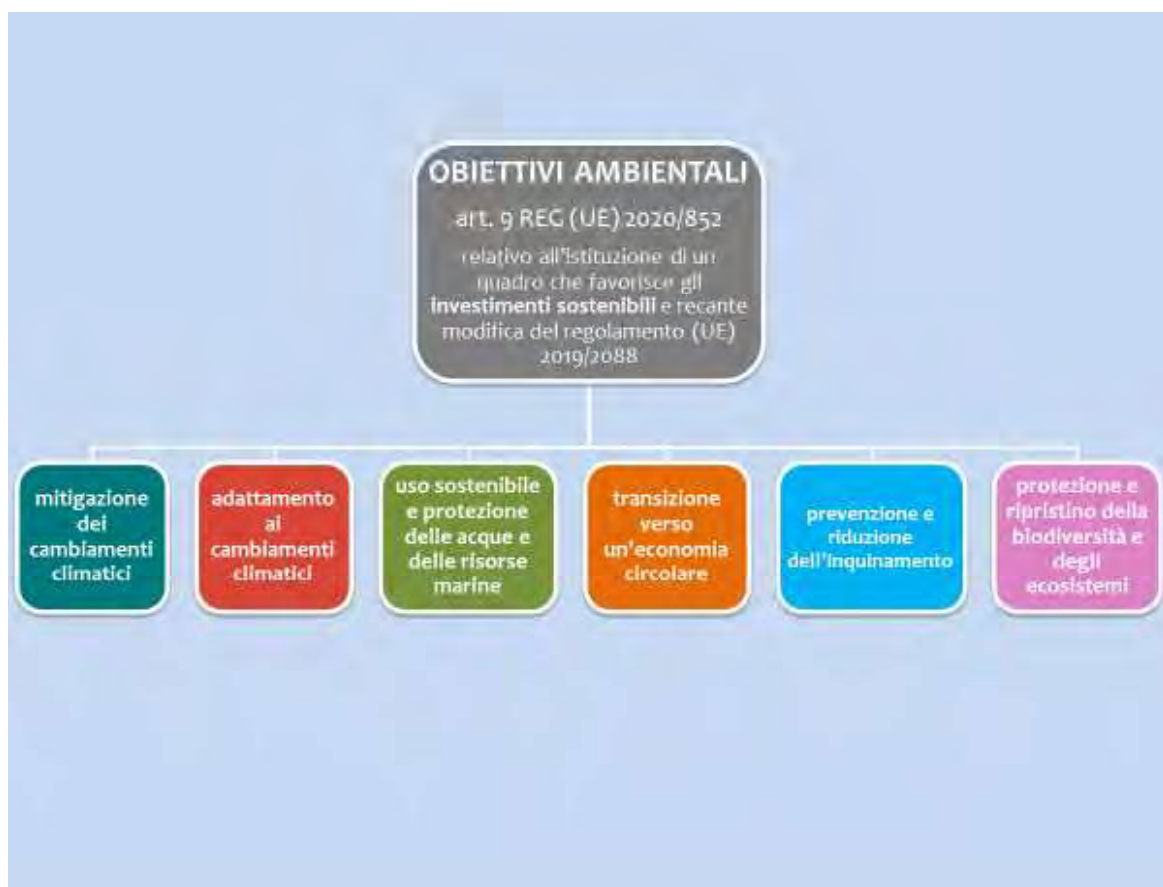 OBIETTIVI AMBIENTALI
art. 9 REG (UE) 2020/852
relativo all'istituzione di un
quadro che favorisce gli
investimenti sostenibili e recante
modifica del regolamento (UE)
2019/2088
mitigazione
dei
cambiamenti
climatici
adattamento
ai
cambiamenti
climatici
uso sostenibile
e protezione
delle acque e
delle risorse
marine
transizione
verso
un'economia
circolare
prevenzione e
riduzione
dell'inquinamento
protezione e
ripristino della
biodiversità e
degli
ecosistemi